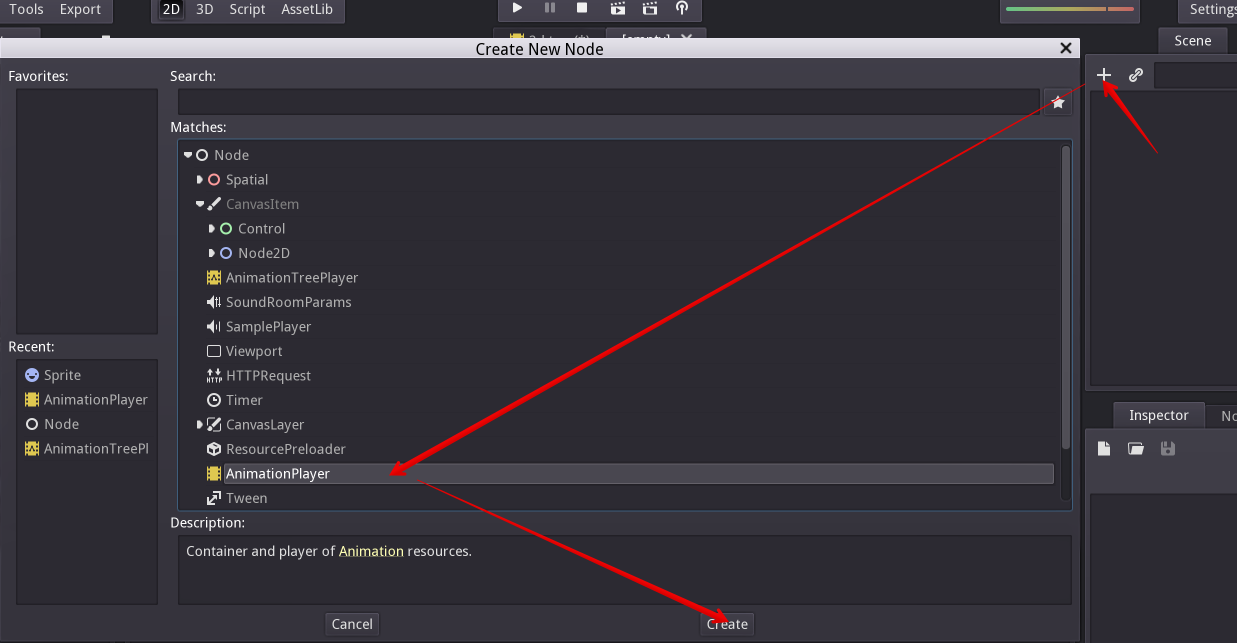 Tools Export 2D 3D Script AssetLib Settings
[empty]
Create New Node
Scene
Favorites: Search:
Matches:
Node
Spatial
CanvasItem
Control
Node2D
AnimationTreePlayer
SoundRoomParams
SamplePlayer
Viewport
HTTP HTTPRequest
Timer
CanvasLayer
ResourcePreloader
AnimationPlayer
Tween
Recent:
Sprite
AnimationPlayer
Node
AnimationTreePl
Description:
Container and player of Animation resources.
Cancel Create
Inspector